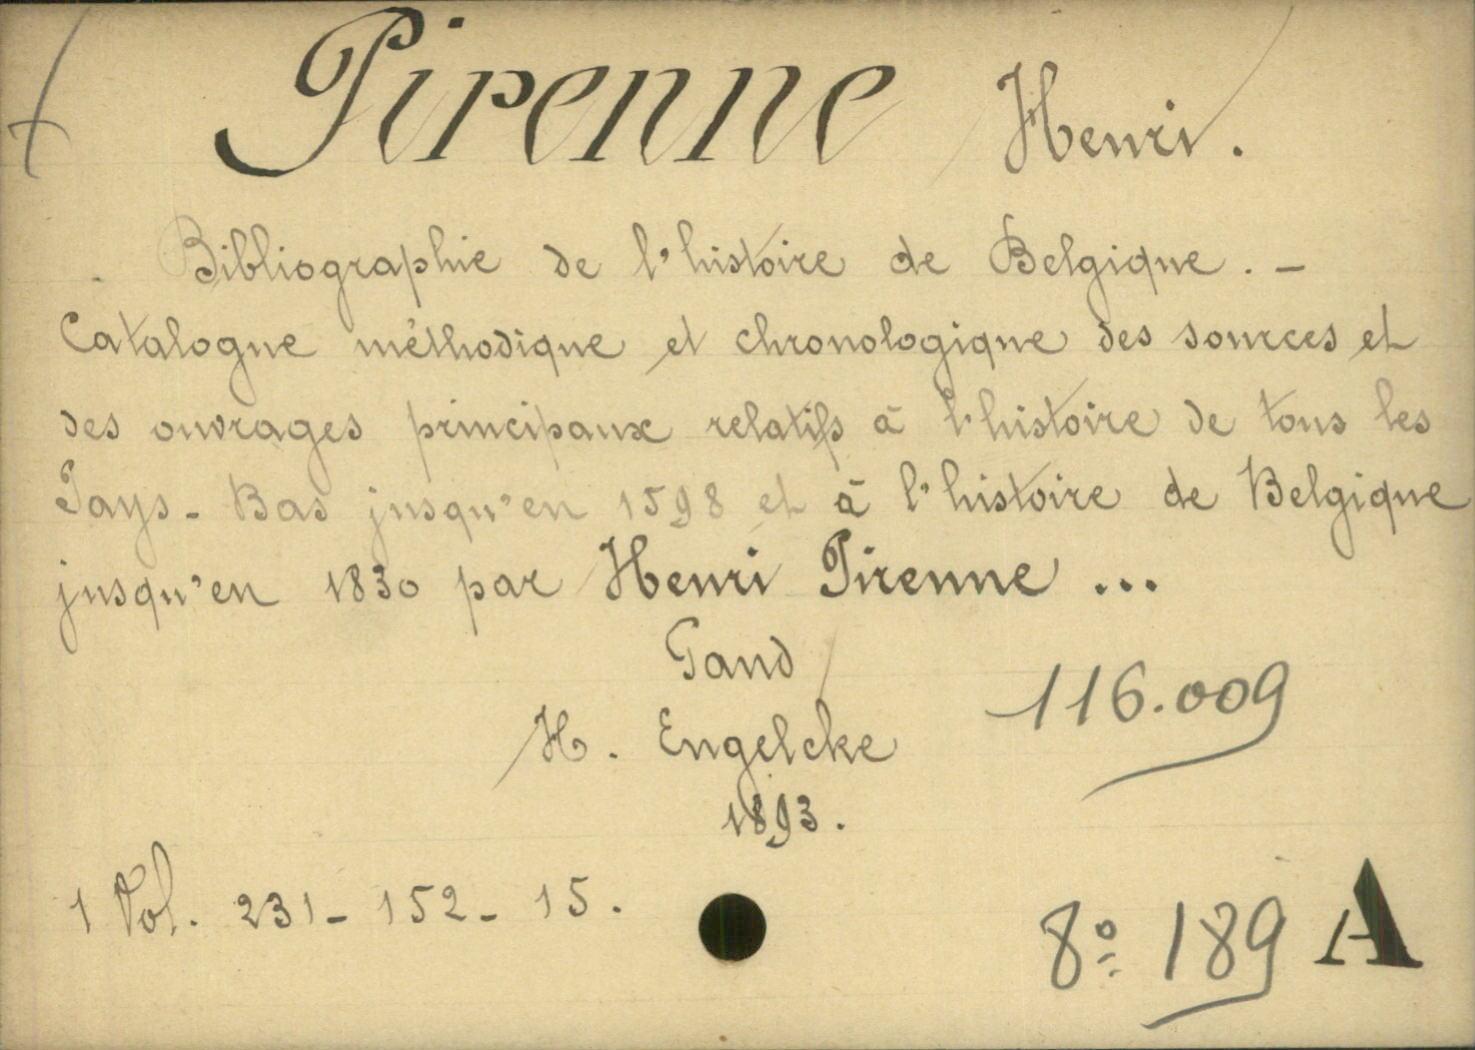 Pirenne Henri.
Bibliographie de l'histoire de Belgique. -
Catalogue méthodique et chronologique des sources et
des ouvrages principaux relatifs à l'histoire de tous les
Pays-Bas jusqu'en 1598 et à l'histoire de Belgique
jusqu'en 1830 par Henri Pirenne ...
Gand
116.009
H. Engelcke
1893.
1 Vol. 231-152-15.
8º 189 A